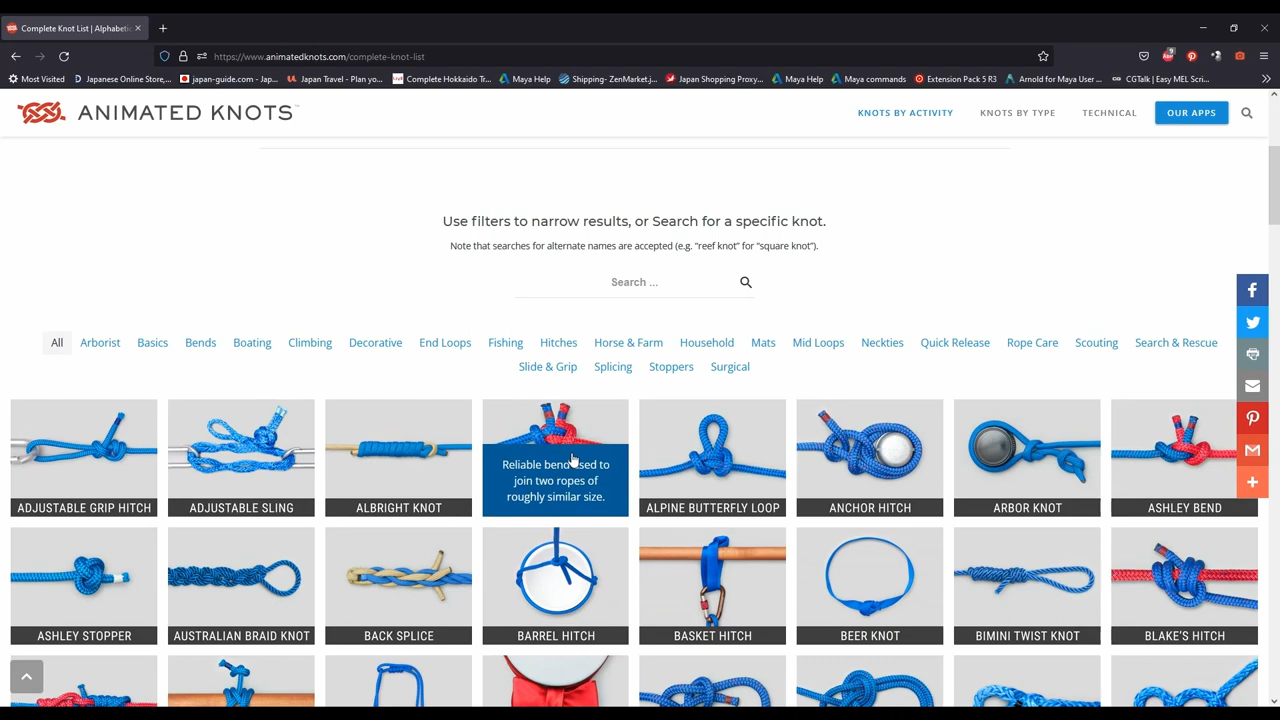 Complete Knot List | Alphabetic
https://www.animatedknots.com/complete-knot-list
Most Visited
Japanese Online Store,...
japan-guide.com - Jap...
Japan Travel - Plan yo...
Complete Hokkaido Tr...
Maya Help
Shipping- ZenMarket.j...
Japan Shopping Proxy...
Maya Help
Maya commands
Extension Pack 5 R3
Arnold for Maya User ...
CGTalk | Easy MEL Scri...
ANIMATED KNOTS
KNOTS BY ACTIVITY
KNOTS BY TYPE
TECHNICAL
OUR APPS
Use filters to narrow results, or Search for a specific knot.
Note that searches for alternate names are accepted (e.g. “reef knot” for “square knot”).
Search ...
All Arborist Basics Bends Boating Climbing Decorative End Loops Fishing Hitches Horse & Farm Household Mats Mid Loops Neckties Quick Release Rope Care Scouting Search & Rescue
Slide & Grip Splicing Stoppers Surgical
ADJUSTABLE GRIP HITCH
ADJUSTABLE SLING
ALBRIGHT KNOT
Reliable bend used to
join two ropes of
roughly similar size.
ALPINE BUTTERFLY LOOP
ANCHOR HITCH
ARBOR KNOT
ASHLEY BEND
ASHLEY STOPPER
AUSTRALIAN BRAID KNOT
BACK SPLICE
BARREL HITCH
BASKET HITCH
BEER KNOT
BIMINI TWIST KNOT
BLAKE'S HITCH